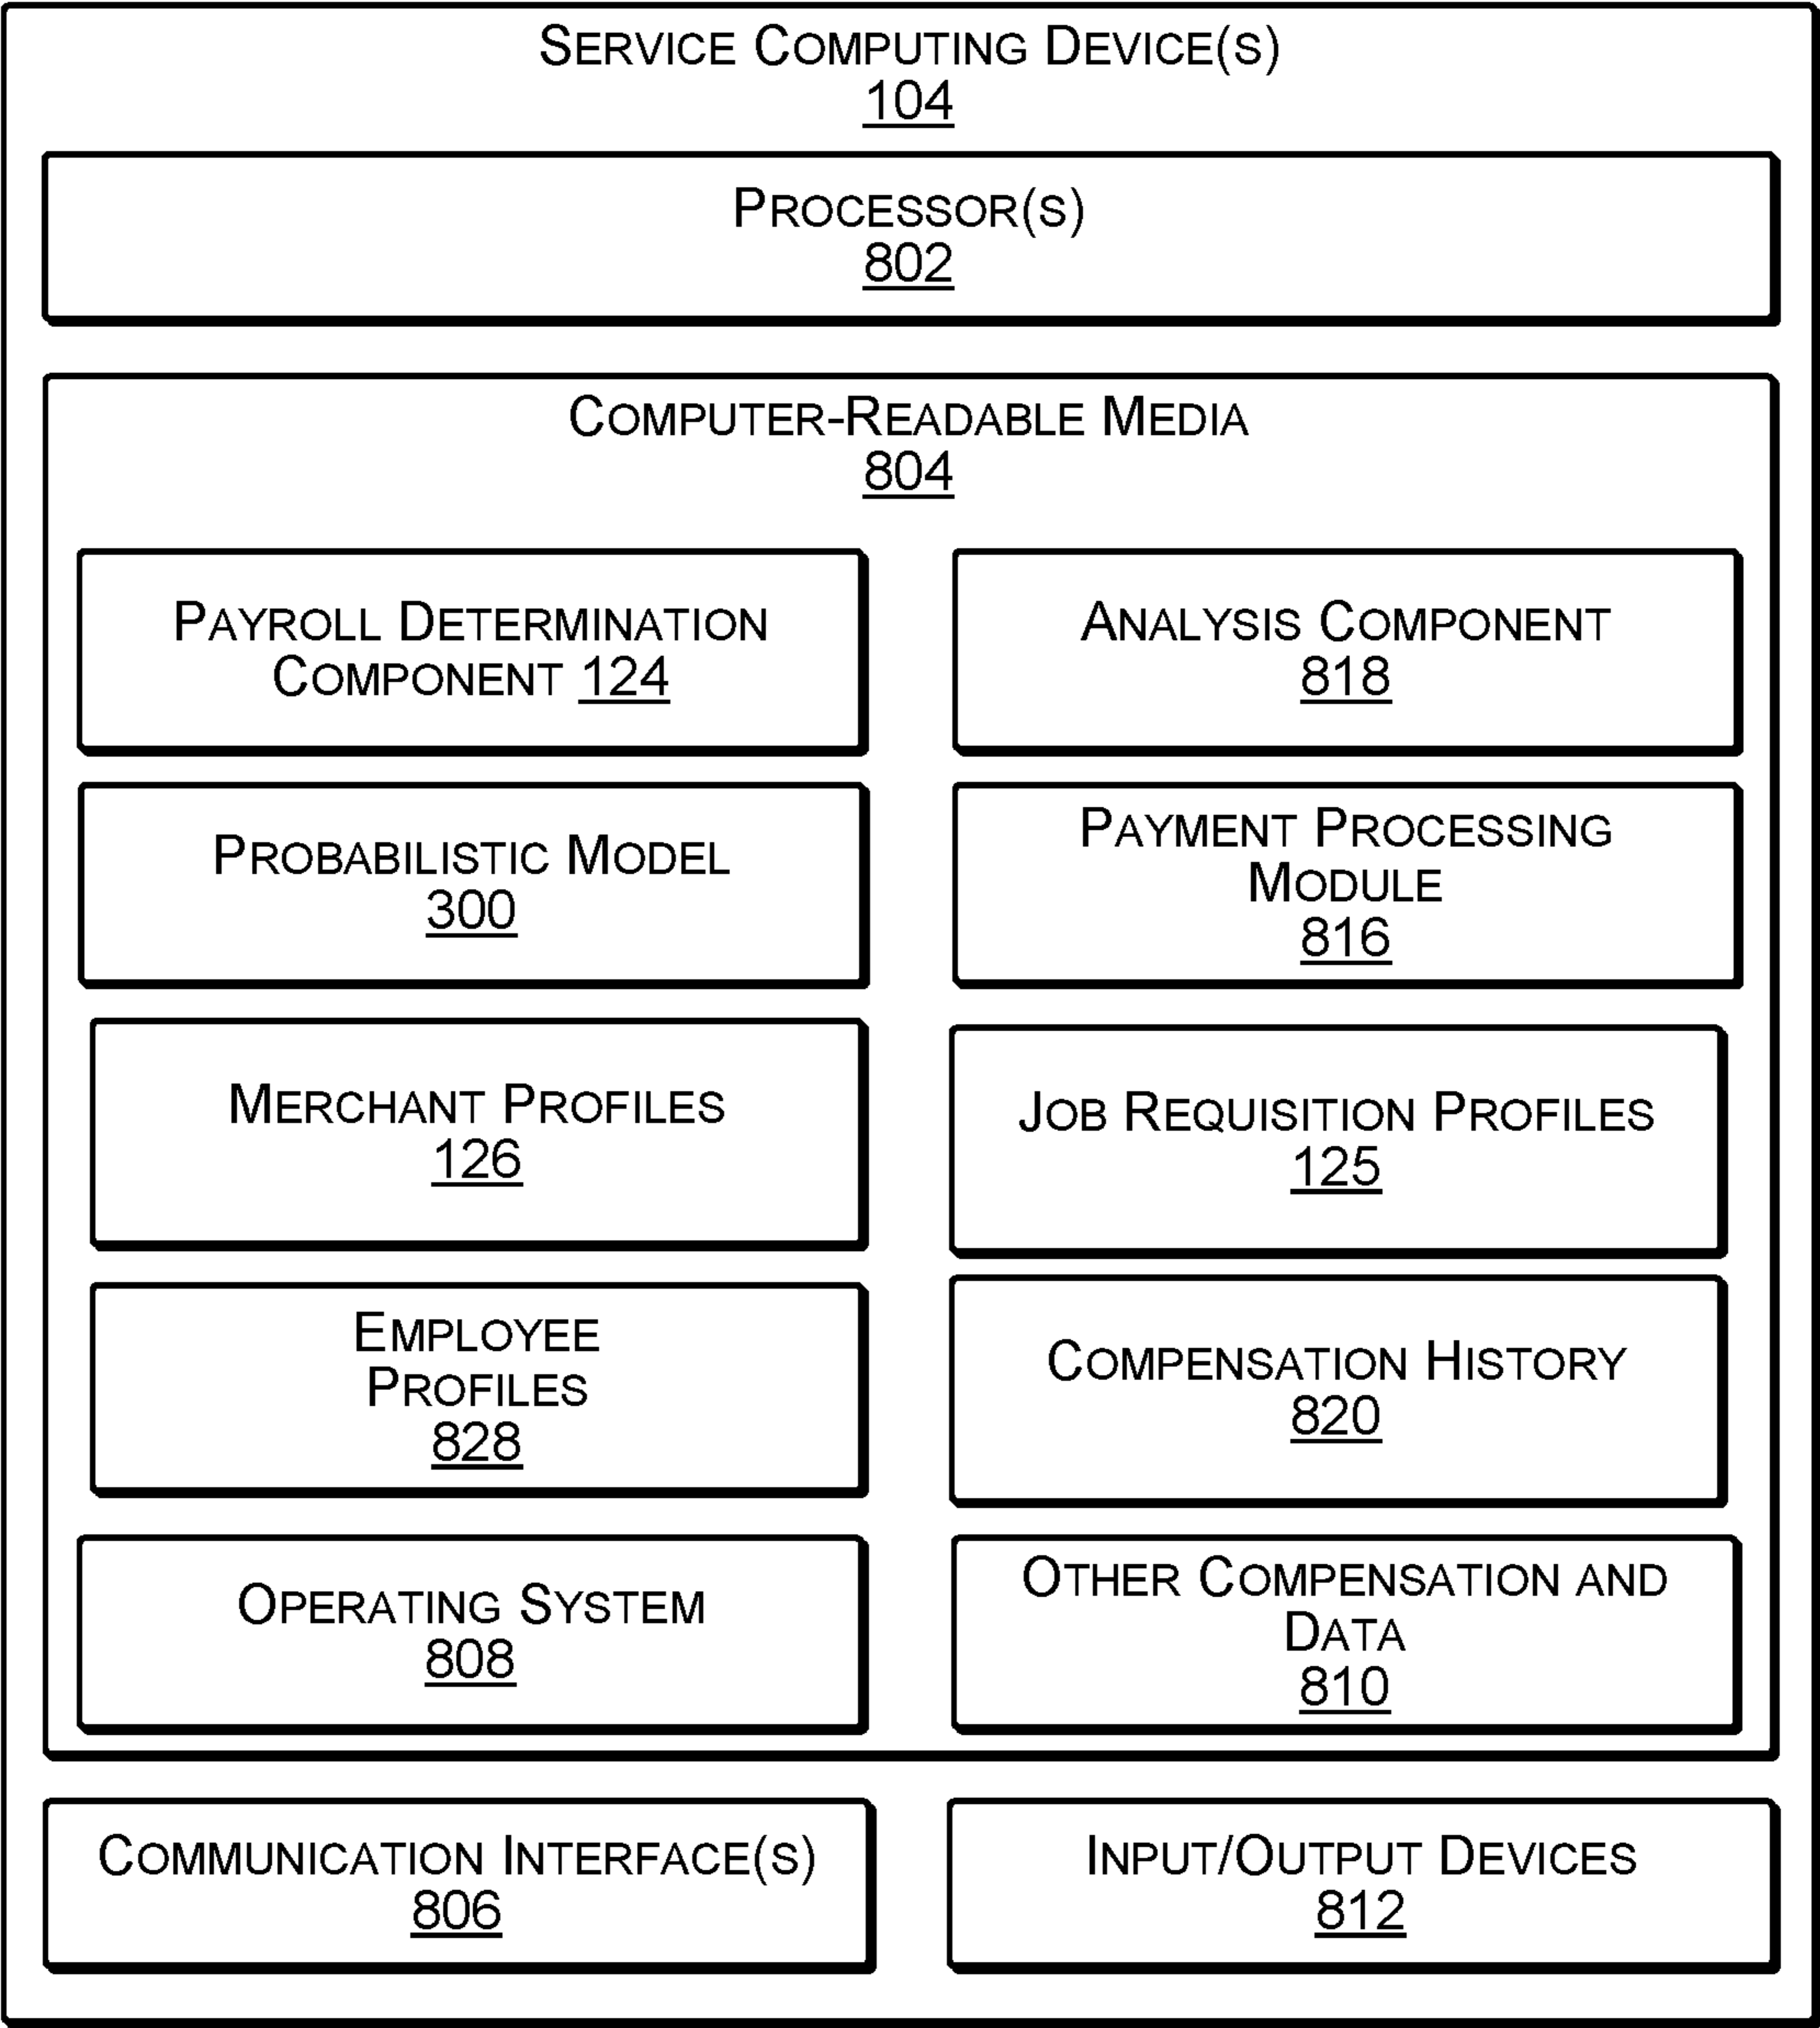 SERVICE COMPUTING DEVICE(S)
104
PROCESSOR(S)
802
COMPUTER-READABLE MEDIA
804
PAYROLL DETERMINATION
COMPONENT 124
ANALYSIS COMPONENT
818
PROBABILISTIC MODEL
300
PAYMENT PROCESSING
MODULE
816
MERCHANT PROFILES
126
JOB REQUISITION PROFILES
125
EMPLOYEE
PROFILES
828
COMPENSATION HISTORY
820
OPERATING SYSTEM
808
OTHER COMPENSATION AND
DATA
810
COMMUNICATION INTERFACE(S)
806
INPUT/OUTPUT DEVICES
812